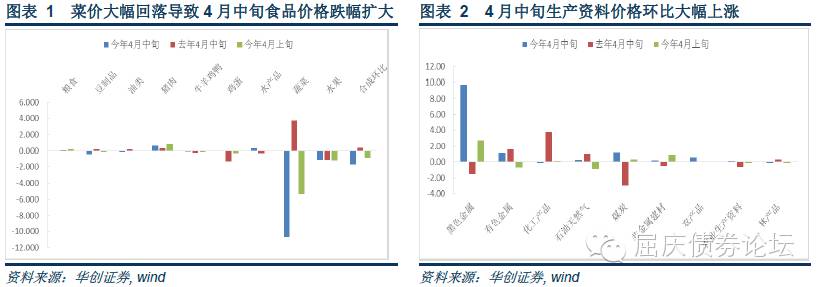 图表 1 菜价大幅回落导致 4 月中旬食品价格跌幅扩大
今年4月中旬 去年4月中旬 今年4月上旬
粮食 豆制品 油类 猪肉 牛羊鸡鸭 鸡蛋 水产品 蔬菜 水果 合成环比
6.000
4.000
2.000
0.000
-2.000
-4.000
-6.000
-8.000
-10.000
-12.000
资料来源：华创证券, wind
图表 2 4 月中旬生产资料价格环比大幅上涨
今年4月中旬 去年4月中旬 今年4月上旬
12.00
10.00
8.00
6.00
4.00
2.00
0.00
-2.00
-4.00
黑色金属 有色金属 化工产品 石油天然气 煤炭 非金属建材 农产品 农业生产资料 林产品
屈庆债券论坛
资料来源：华创证券, wind